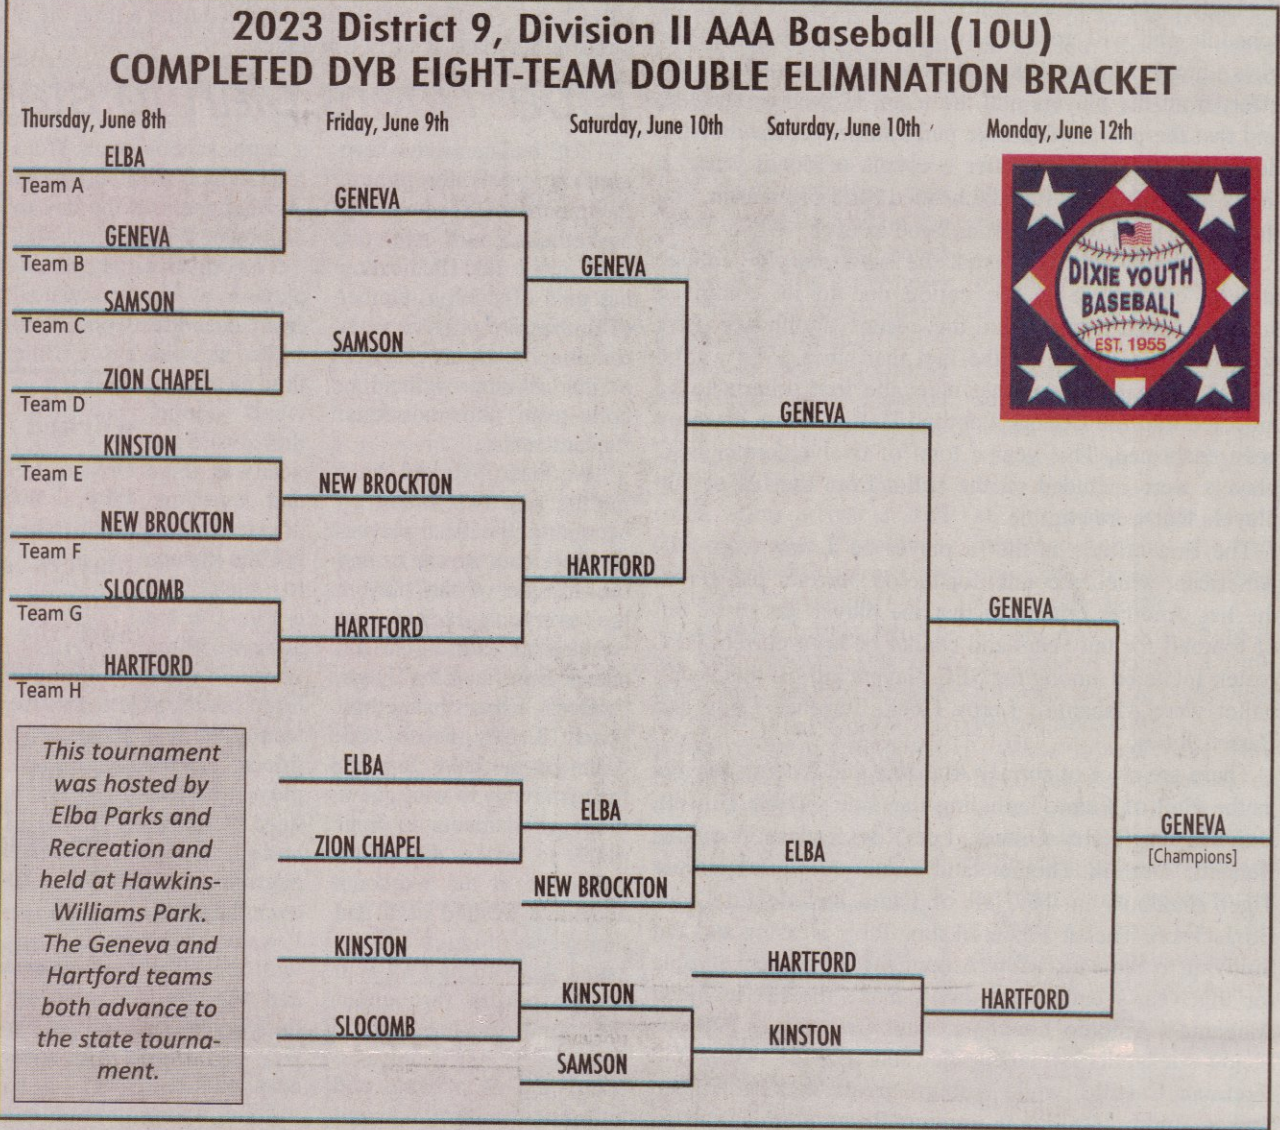 2023 District 9, Division II AAA Baseball (10U)
COMPLETED DYB EIGHT-TEAM DOUBLE ELIMINATION BRACKET
Thursday, June 8th
Friday, June 9th
Saturday, June 10th
Saturday, June 10th
Monday, June 12th
ELBA
Team A
GENEVA
Team B
SAMSON
Team C
ZION CHAPEL
Team D
KINSTON
Team E
NEW BROCKTON
Team F
SLOCOMB
Team G
HARTFORD
Team H
GENEVA
SAMSON
NEW BROCKTON
HARTFORD
GENEVA
HARTFORD
GENEVA
DIXIE YOUTH
BASEBALL
EST. 1955
GENEVA
This tournament
was hosted by
Elba Parks and
Recreation and
held at Hawkins-
Williams Park.
The Geneva and
Hartford teams
both advance to
the state tourna-
ment.
ELBA
ZION CHAPEL
KINSTON
SLOCOMB
ELBA
NEW BROCKTON
KINSTON
SAMSON
ELBA
HARTFORD
KINSTON
HARTFORD
GENEVA
[Champions]